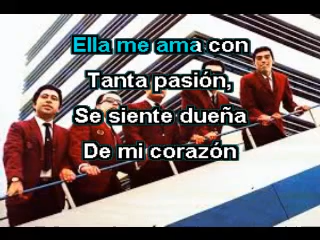 Ella me ama con
Tanta pasión,
Se siente dueña
De mi corazón